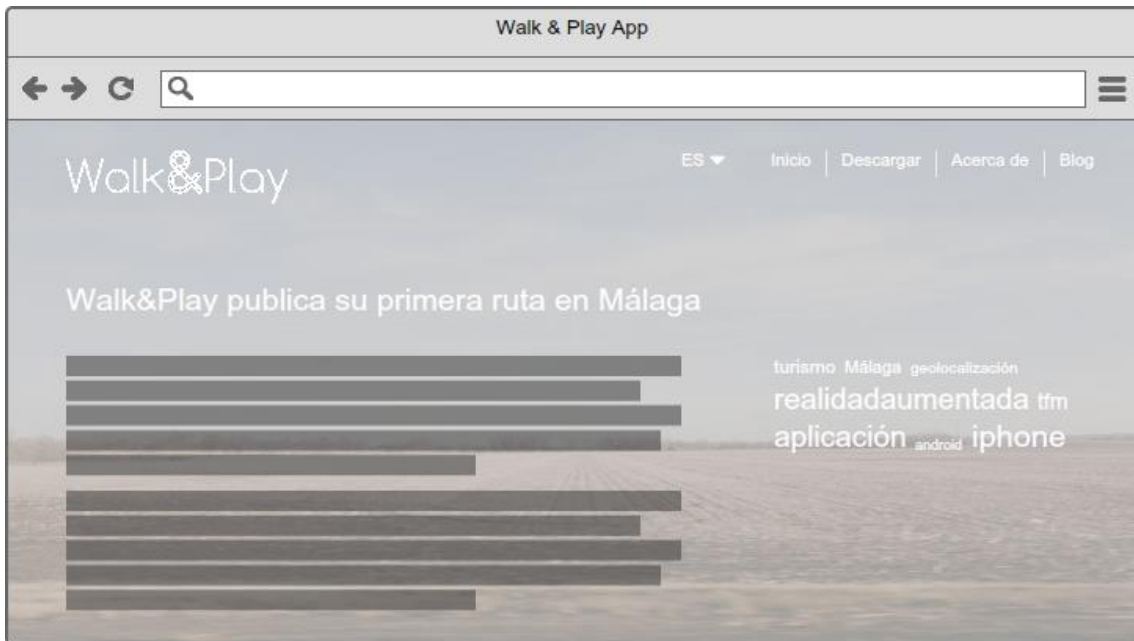 Walk & Play App
Walk&Play
ES Inicio Descargar Acerca de Blog
Walk&Play publica su primera ruta en Málaga
turismo Málaga geolocalización
realidadaumentada tfm
aplicación android iphone